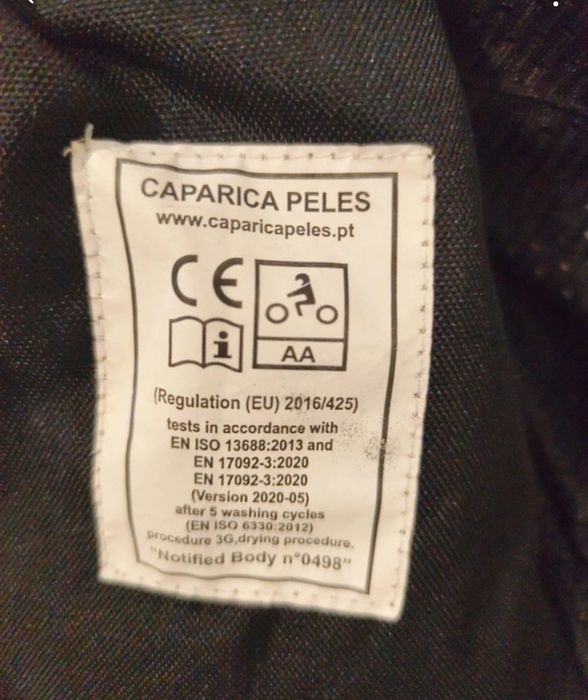 CAPARICA PELES
www.caparicapeles.pt
CE
i
AA
(Regulation (EU) 2016/425)
tests in accordance with
EN ISO 13688:2013 and
EN 17092-3:2020
EN 17092-3:2020
(Version 2020-05)
after 5 washing cycles
(EN ISO 6330:2012)
procedure 3G,drying procedure.
"Notified Body n°0498"